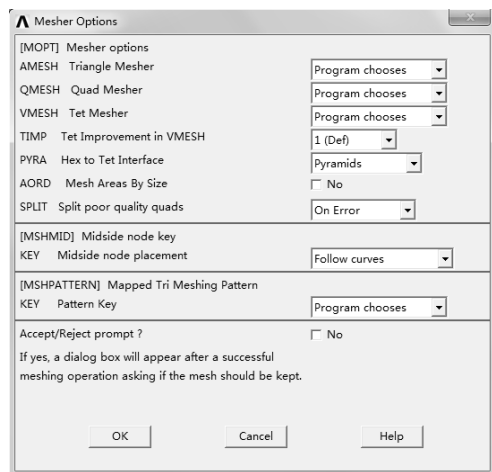 Mesher Options
[MOPT] Mesher options
AMESH Triangle Mesher Program chooses
QMESH Quad Mesher Program chooses
VMESH Tet Mesher Program chooses
TIMP Tet Improvement in VMESH 1 (Def)
PYRA Hex to Tet Interface Pyramids
AORD Mesh Areas By Size No
SPLIT Split poor quality quads On Error
[MSHMID] Midside node key
KEY Midside node placement Follow curves
[MSHPATTERN] Mapped Tri Meshing Pattern
KEY Pattern Key Program chooses
Accept/Reject prompt ? No
If yes, a dialog box will appear after a successful
meshing operation asking if the mesh should be kept.
OK Cancel Help